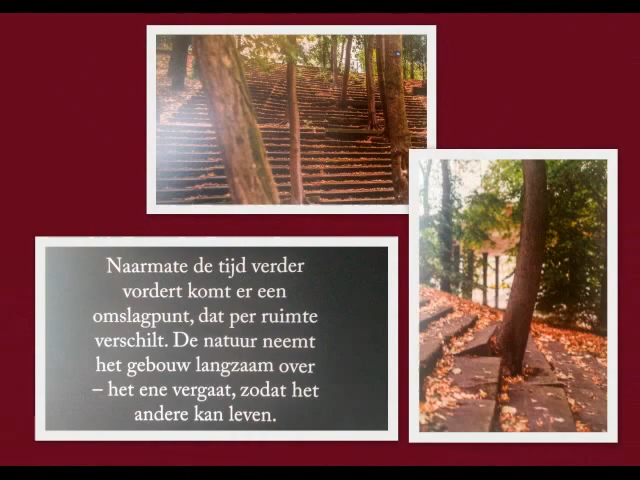 Naarmate de tijd verder
vordert komt er een
omslagpunt, dat per ruimte
verschilt. De natuur neemt
het gebouw langzaam over
– het ene vergaat, zodat het
andere kan leven.